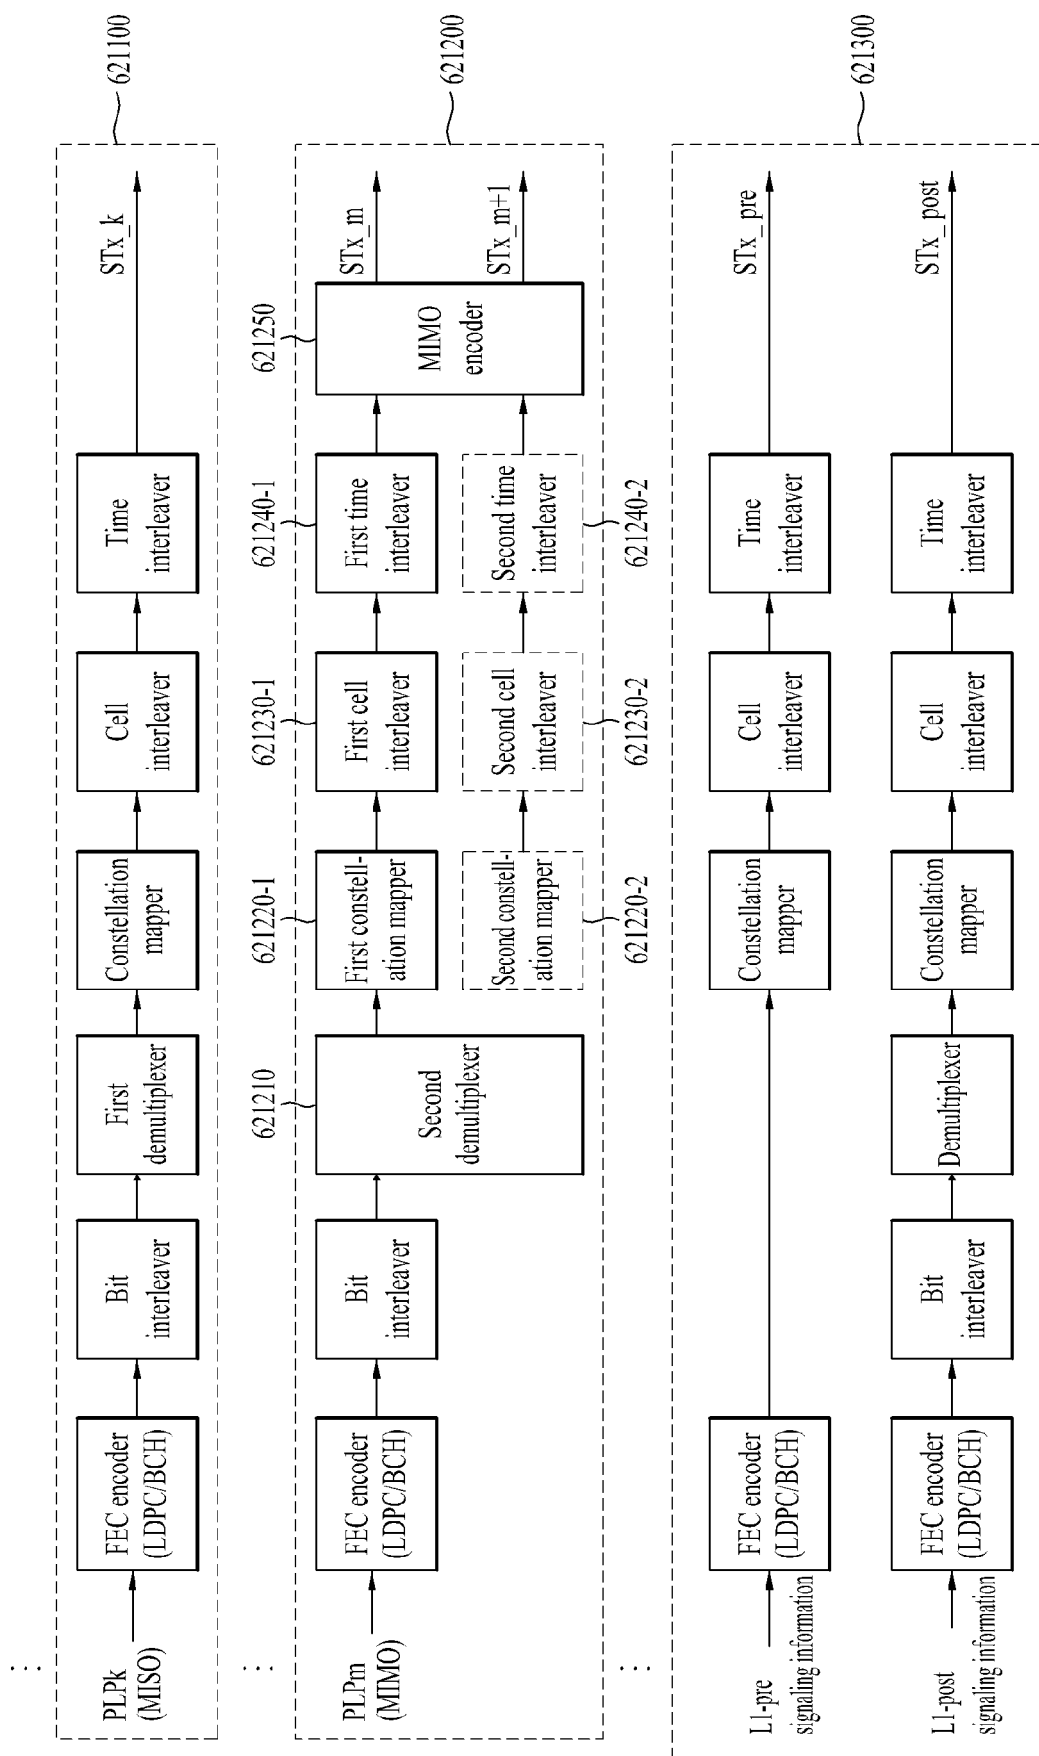 621100
PLPk
(MISO)
FEC encoder
(LDPC/BCH)
Bit
interleaver
First
demultiplexer
Constellation
mapper
Cell
interleaver
Time
interleaver
STx_k
621200
PLPm
(MIMO)
FEC encoder
(LDPC/BCH)
Bit
interleaver
621210
Second
demultiplexer
621220-1
First constell-
ation mapper
621230-1
First cell
interleaver
621240-1
First time
interleaver
621250
MIMO
encoder
STx_m
STx_m+1
Second constell-
ation mapper
621220-2
Second cell
interleaver
621230-2
Second time
interleaver
621240-2
621300
L1-pre
signaling information
FEC encoder
(LDPC/BCH)
Constellation
mapper
Cell
interleaver
Time
interleaver
STx_pre
L1-post
signaling information
FEC encoder
(LDPC/BCH)
Bit
interleaver
Demultiplexer
Constellation
mapper
Cell
interleaver
Time
interleaver
STx_post